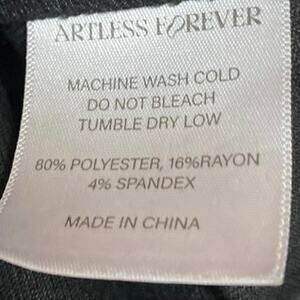 ARTLESS FOREVER
MACHINE WASH COLD
DO NOT BLEACH
TUMBLE DRY LOW
80% POLYESTER, 16%RAYON
4% SPANDEX
MADE IN CHINA